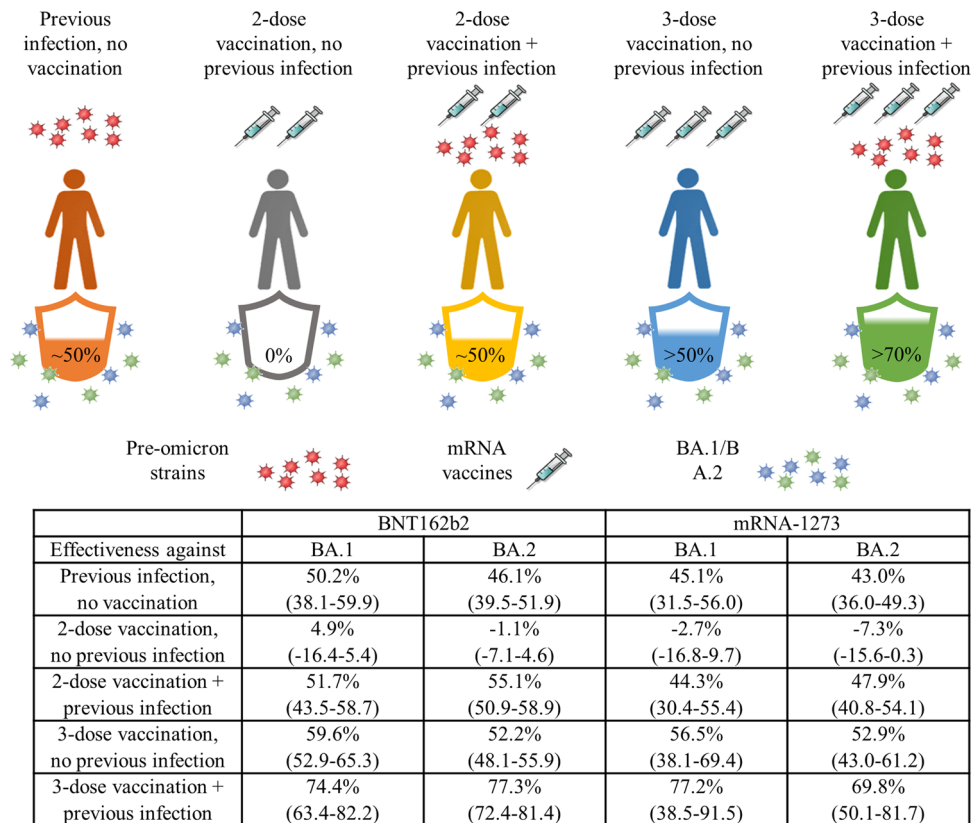 Previous
infection, no
vaccination
2-dose
vaccination, no
previous infection
2-dose
vaccination +
previous infection
3-dose
vaccination, no
previous infection
3-dose
vaccination +
previous infection
~50%
0%
~50%
>50%
>70%
Pre-omicron
strains
mRNA
vaccines
BA.1/B
A.2
BNT162b2 mRNA-1273
Effectiveness against BA.1 BA.2 BA.1 BA.2
Previous infection, 50.2% 46.1% 45.1% 43.0%
no vaccination (38.1-59.9) (39.5-51.9) (31.5-56.0) (36.0-49.3)
2-dose vaccination, 4.9% -1.1% -2.7% -7.3%
no previous infection (-16.4-5.4) (-7.1-4.6) (-16.8-9.7) (-15.6-0.3)
2-dose vaccination + 51.7% 55.1% 44.3% 47.9%
previous infection (43.5-58.7) (50.9-58.9) (30.4-55.4) (40.8-54.1)
3-dose vaccination, 59.6% 52.2% 56.5% 52.9%
no previous infection (52.9-65.3) (48.1-55.9) (38.1-69.4) (43.0-61.2)
3-dose vaccination + 74.4% 77.3% 77.2% 69.8%
previous infection (63.4-82.2) (72.4-81.4) (38.5-91.5) (50.1-81.7)